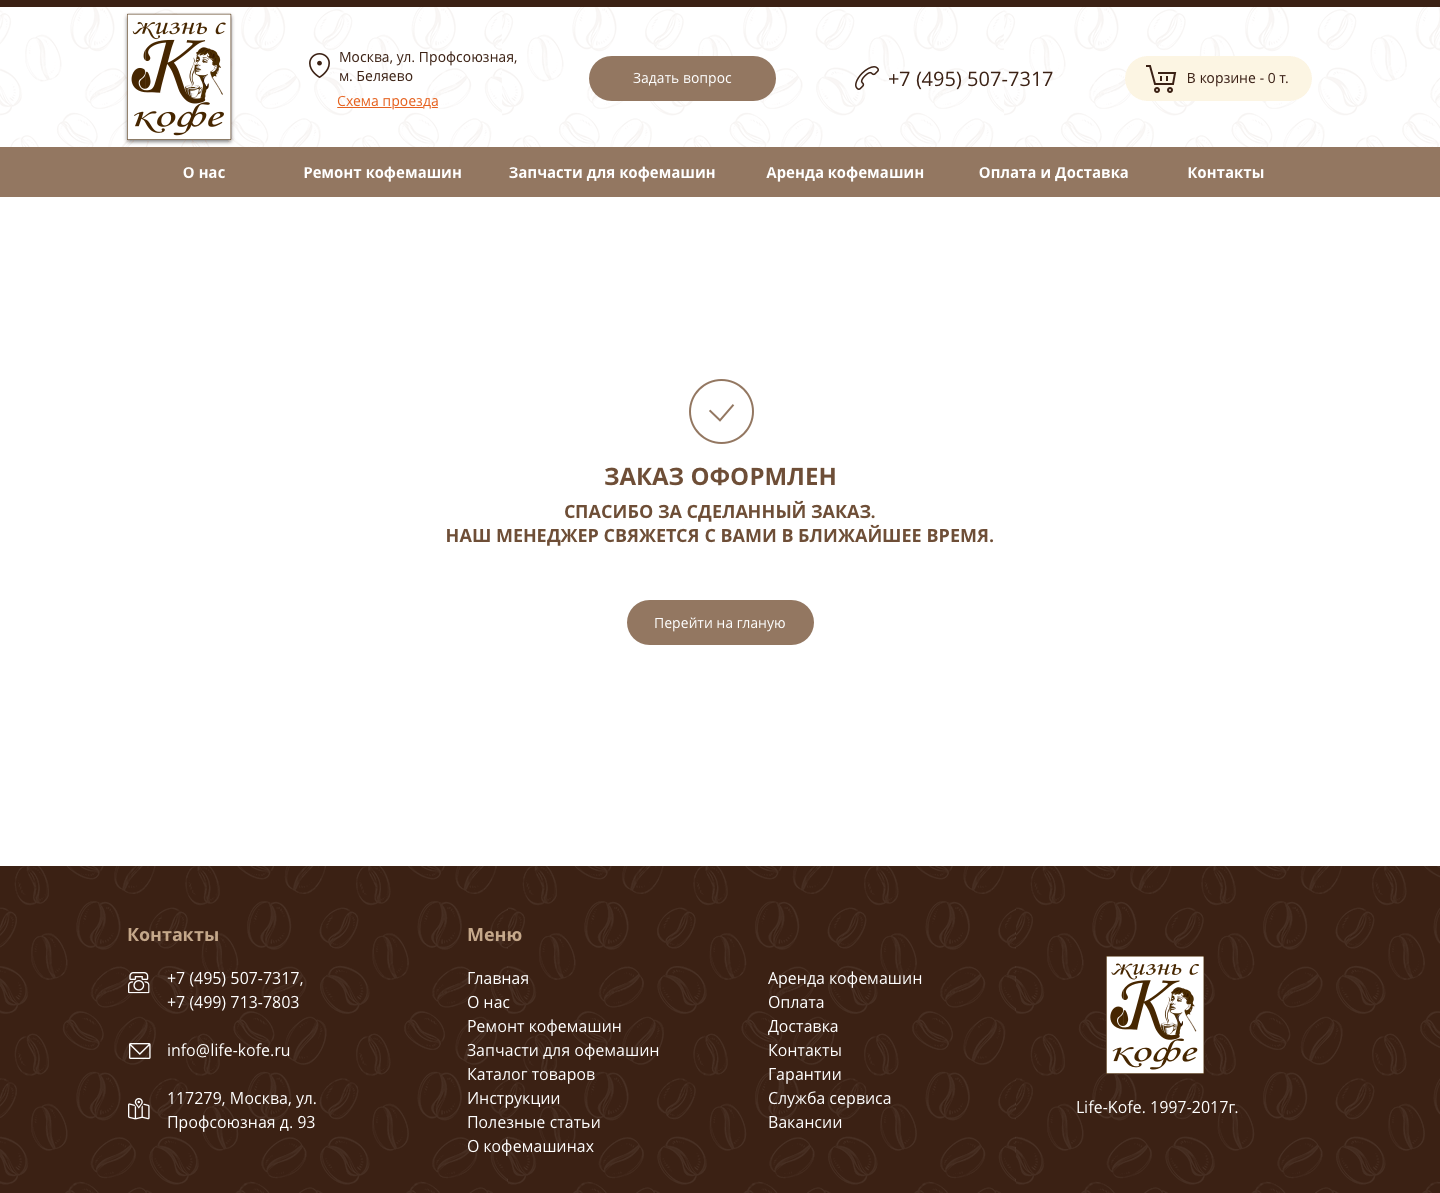 жизнь с
К
кофе
Москва, ул. Профсоюзная,
м. Беляево
Схема проезда
Задать вопрос
+7 (495) 507-7317
В корзине - 0 т.
О нас
Ремонт кофемашин
Запчасти для кофемашин
Аренда кофемашин
Оплата и Доставка
Контакты
ЗАКАЗ ОФОРМЛЕН
СПАСИБО ЗА СДЕЛАННЫЙ ЗАКАЗ.
НАШ МЕНЕДЖЕР СВЯЖЕТСЯ С ВАМИ В БЛИЖАЙШЕЕ ВРЕМЯ.
Перейти на гланую
Контакты
+7 (495) 507-7317,
+7 (499) 713-7803
info@life-kofe.ru
117279, Москва, ул.
Профсоюзная д. 93
Меню
Главная
О нас
Ремонт кофемашин
Запчасти для офемашин
Каталог товаров
Инструкции
Полезные статьи
О кофемашинах
Аренда кофемашин
Оплата
Доставка
Контакты
Гарантии
Служба сервиса
Вакансии
жизнь с
К
кофе
Life-Kofe. 1997-2017г.